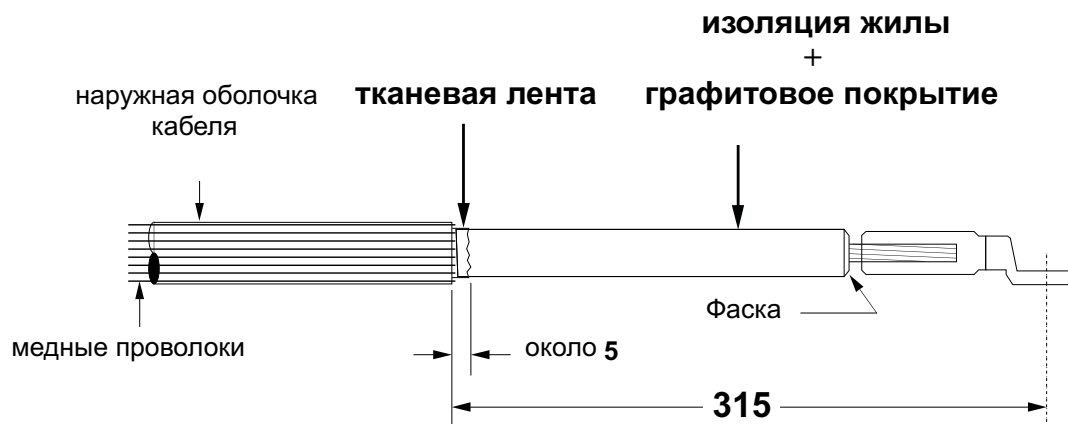 изоляция жилы
+
графитовое покрытие
тканевая лента
наружная оболочка
кабеля
Фаска
медные проволоки
около 5
315